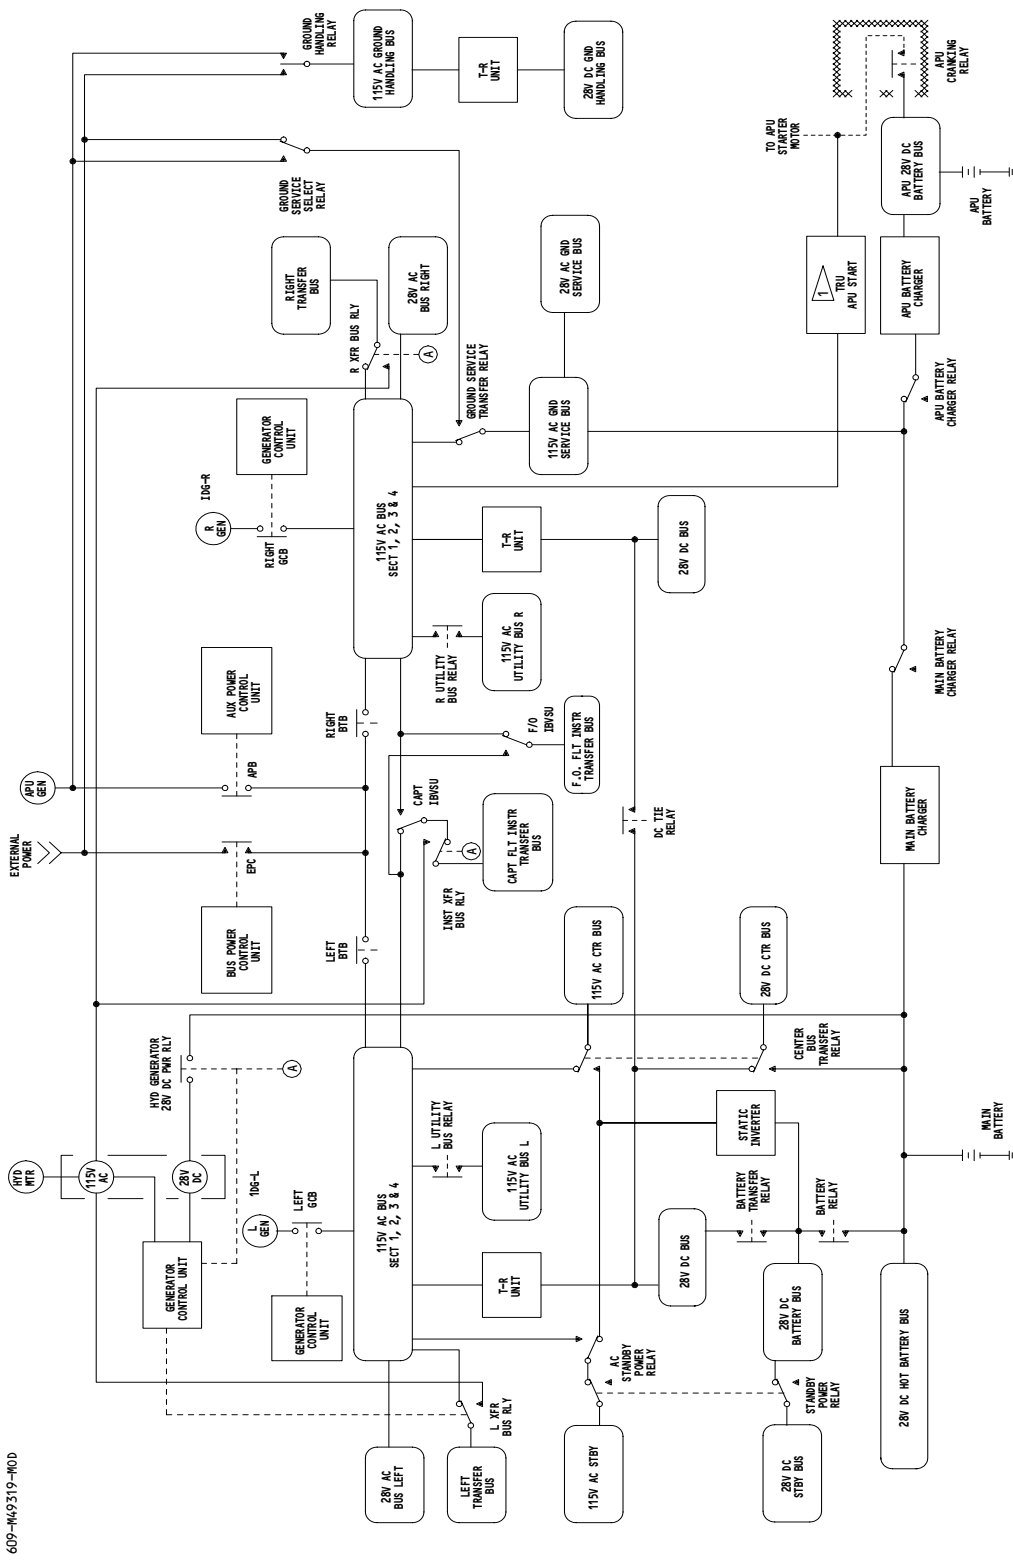 609-M49319-MOD
HYD
MTR
115V
AC
28V
DC
GENERATOR
CONTROL UNIT
HYD GENERATOR
28V DC PWR RLY
A
1DG-L
L
GEN
LEFT
GCB
GENERATOR
CONTROL
UNIT
EXTERNAL
POWER
BUS POWER
CONTROL
UNIT
EPC
APU
GEN
AUX POWER
CONTROL
UNIT
APB
LEFT
BTB
RIGHT
BTB
IDG-R
R
GEN
RIGHT
GCB
GENERATOR
CONTROL
UNIT
RIGHT
TRANSFER
BUS
R XFR BUS RLY
A
28V AC
BUS RIGHT
GROUND
SERVICE
SELECT
RELAY
GROUND
HANDLING
RELAY
115V AC GROUND
HANDLING BUS
T-R
UNIT
28V DC GND
HANDLING BUS
28V AC
BUS LEFT
LEFT
TRANSFER
BUS
L XFR
BUS RLY
115V AC BUS
SECT 1, 2, 3 & 4
L UTILITY
BUS RELAY
115V AC
UTILITY BUS L
T-R
UNIT
CAPT
IBVSU
INST XFR
BUS RLY
A
CAPT FLT INSTR
TRANSFER
BUS
F/O
IBVSU
F.O. FLT INSTR
TRANSFER BUS
115V AC BUS
SECT 1, 2, 3 & 4
R UTILITY
BUS RELAY
115V AC
UTILITY BUS R
T-R
UNIT
GROUND SERVICE
TRANSFER RELAY
115V AC GND
SERVICE BUS
28V AC GND
SERVICE BUS
115V AC STBY
AC
STANDBY
POWER
RELAY
115V AC CTR BUS
28V DC CTR BUS
CENTER
BUS
TRANSFER
RELAY
DC TIE
RELAY
28V DC BUS
28V DC BUS
STATIC
INVERTER
BATTERY
TRANSFER
RELAY
BATTERY
RELAY
28V DC
BATTERY BUS
STANDBY
POWER
RELAY
28V DC
STBY BUS
28V DC HOT BATTERY BUS
MAIN
BATTERY
MAIN BATTERY
CHARGER
MAIN BATTERY
CHARGER RELAY
APU BATTERY
CHARGER RELAY
APU BATTERY
CHARGER
1
TRU
APU START
TO APU
STARTER
MOTOR
APU 28V DC
BATTERY BUS
APU
BATTERY
APU
CRANKING
RELAY